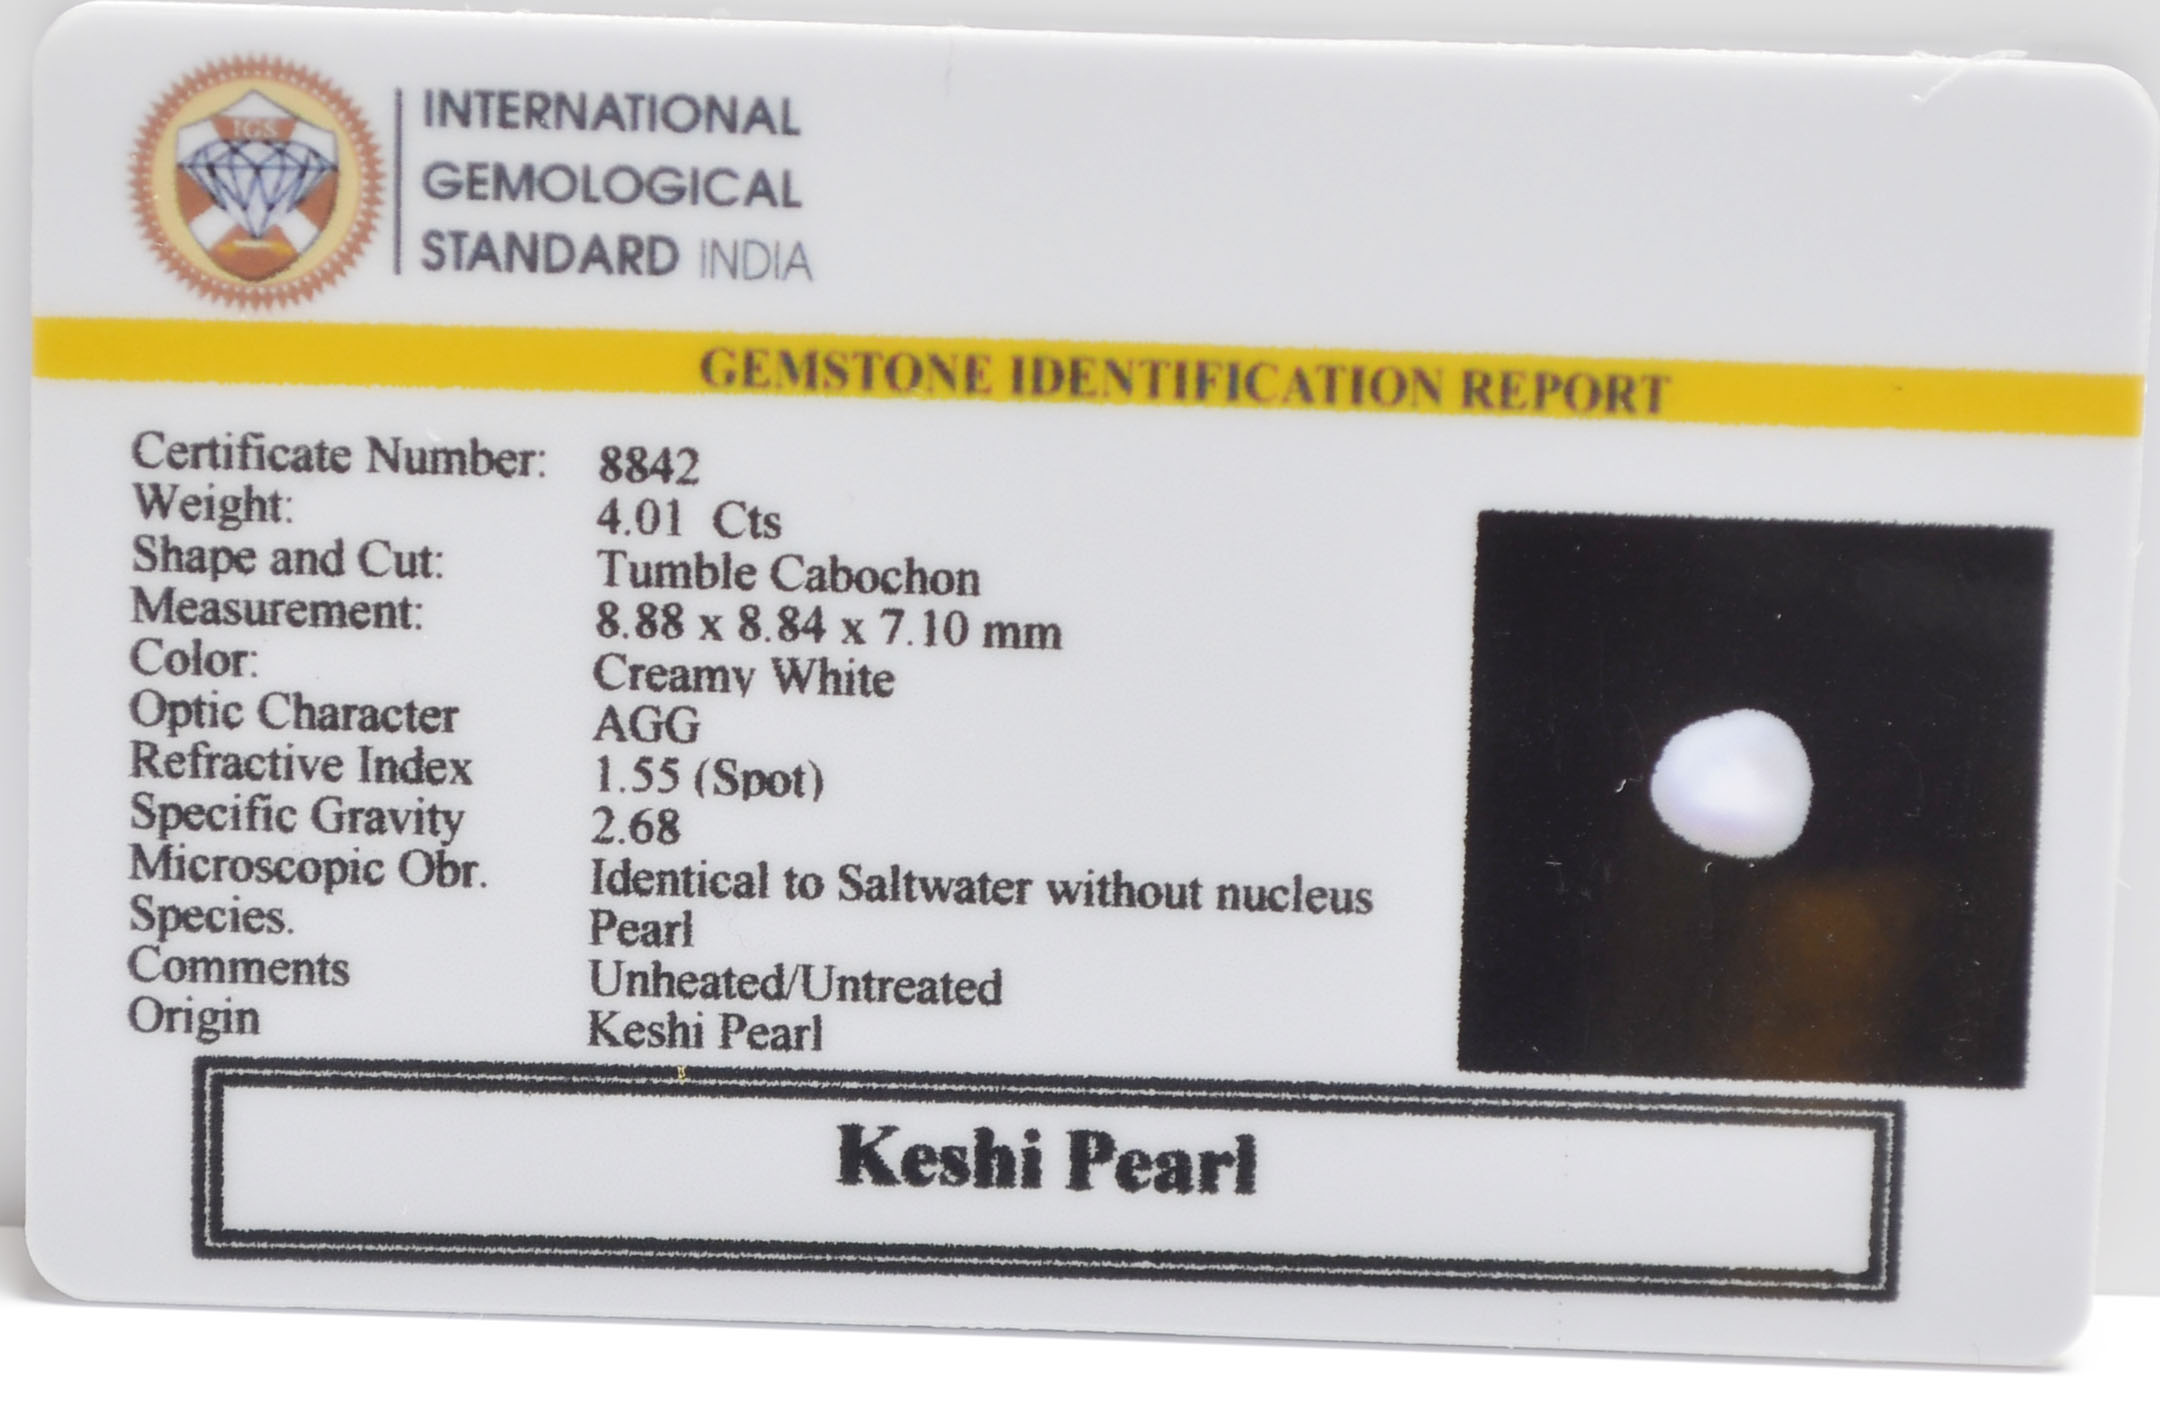 IGS
INTERNATIONAL
GEMOLOGICAL
STANDARD INDIA
GEMSTONE IDENTIFICATION REPORT
Certificate Number: 8842
Weight: 4.01 Cts
Shape and Cut: Tumble Cabochon
Measurement: 8.88 x 8.84 x 7.10 mm
Color: Creamy White
Optic Character AGG
Refractive Index 1.55 (Spot)
Specific Gravity 2.68
Microscopic Obr. Identical to Saltwater without nucleus
Species. Pearl
Comments Unheated/Untreated
Origin Keshi Pearl
Keshi Pearl